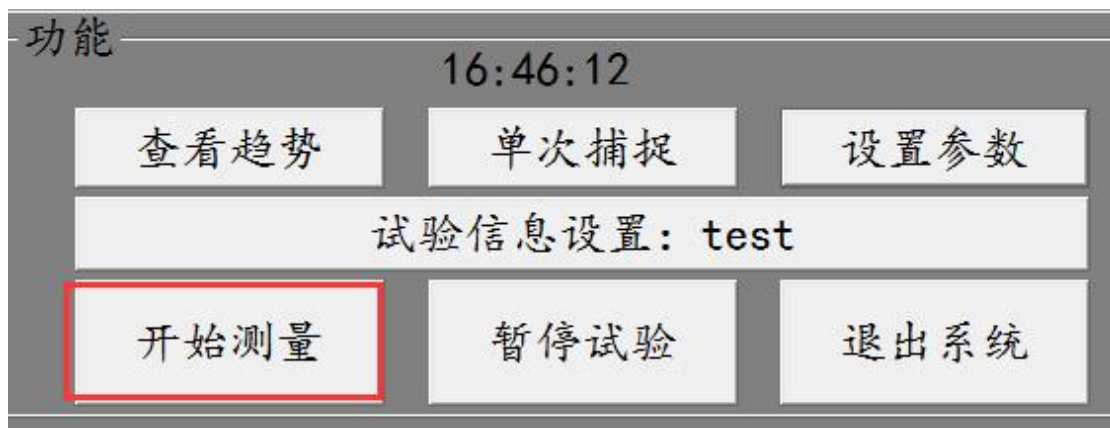 功能
16:46:12
查看趋势 单次捕捉 设置参数
试验信息设置: test
开始测量 暂停试验 退出系统